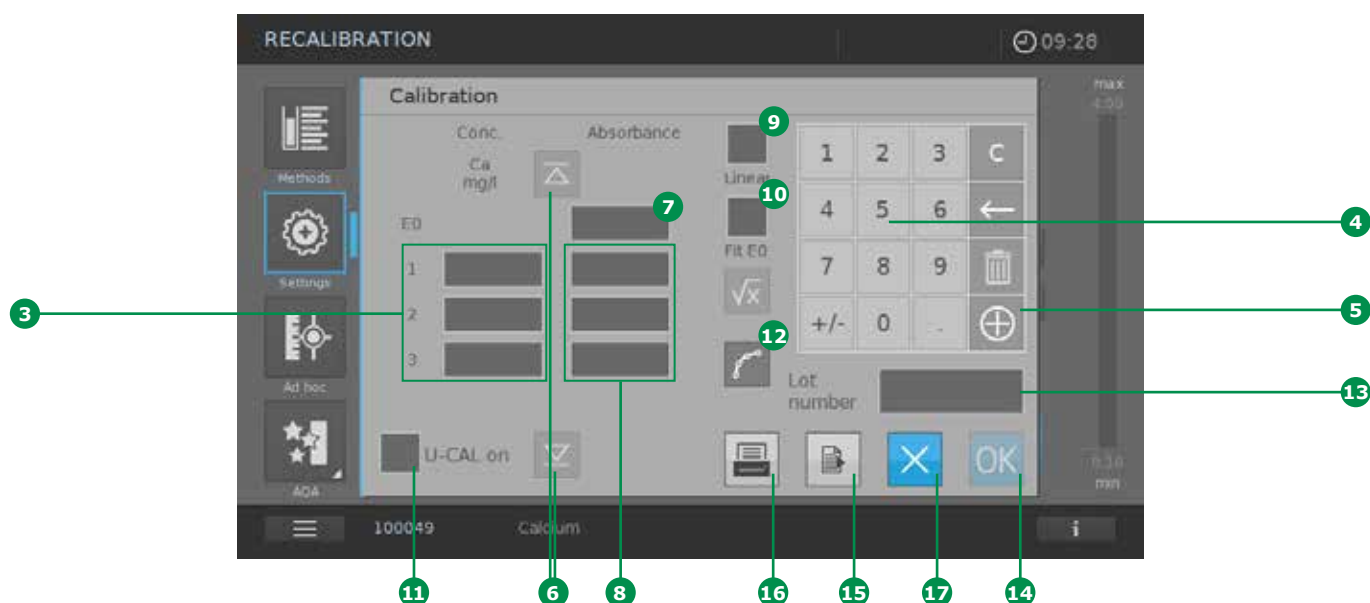 RECALIBRATION
09:28
Calibration
max
4:00
Conc.
Absorbance
9
Ca
mg/l
Linear
1 2 3 C
Methods
10
7
E0
4 5 6 ←
4
Fit E0
1
7 8 9
Settings
3
2
√x
5
+/- 0 .
12
3
Ad hoc
Lot
number
13
U-CAL on
OK
min
AQA
100049 Calcium
i
11 6 8 16 15 17 14